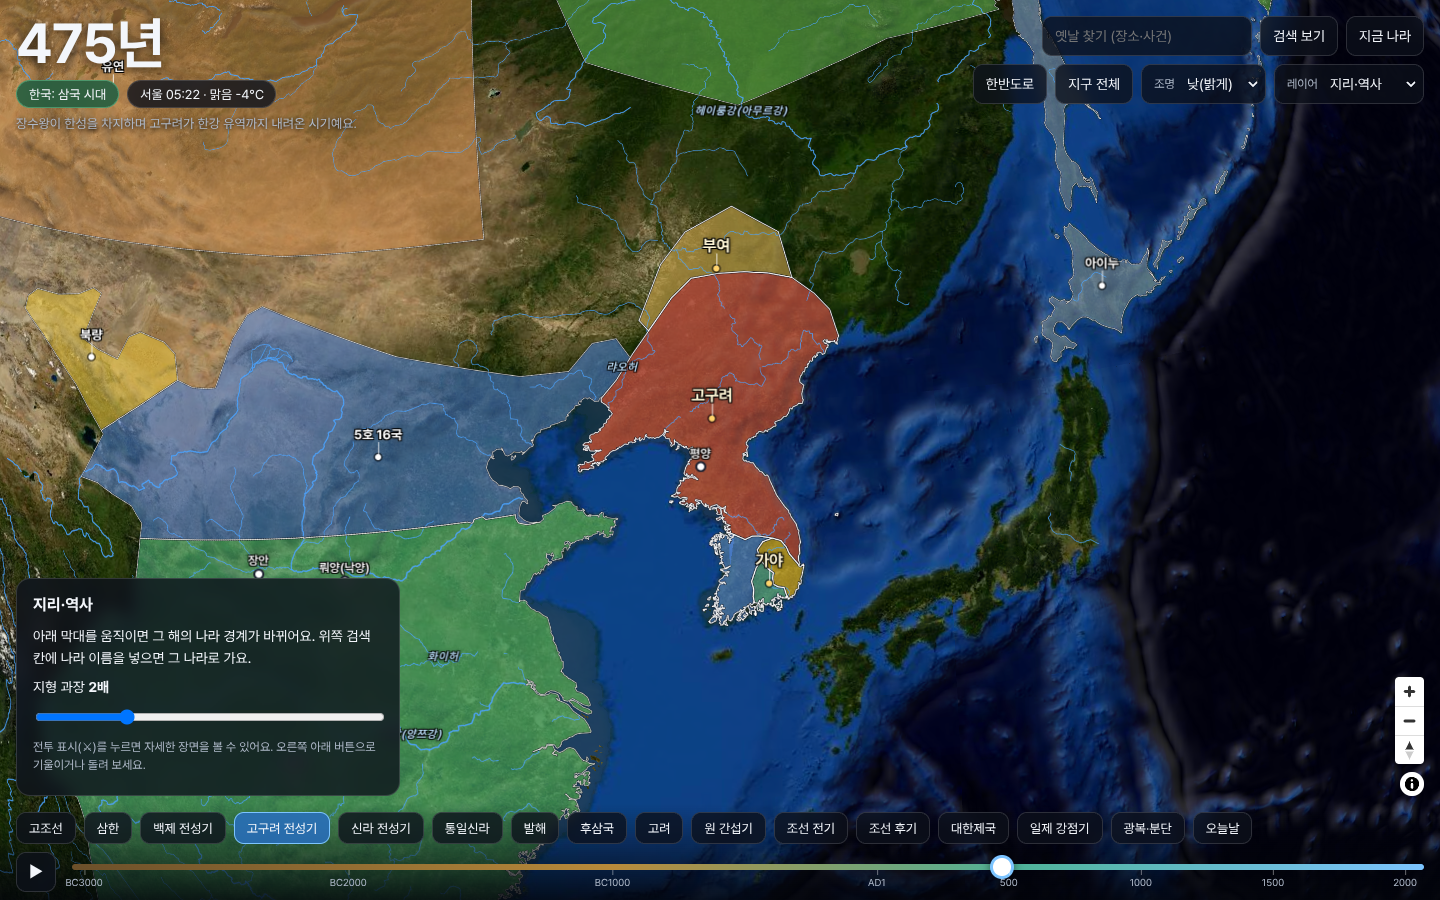 475년
유연
한국: 삼국 시대
서울 05:22 · 맑음 -4°C
장수왕이 한성을 차지하며 고구려가 한강 유역까지 내려온 시기예요.
옛날 찾기 (장소·사건)
검색 보기
지금 나라
한반도로
지구 전체
조명 낮(밝게)
레이어 지리·역사
헤이룽강(아무르강)
부여
아이누
북량
라오허
고구려
5호 16국
평양
장안
뤄양(낙양)
가야
지리·역사
아래 막대를 움직이면 그 해의 나라 경계가 바뀌어요. 위쪽 검색
칸에 나라 이름을 넣으면 그 나라로 가요.
지형 과장 2배
전투 표시(⚔)를 누르면 자세한 장면을 볼 수 있어요. 오른쪽 아래 버튼으로
기울이거나 돌려 보세요.
화이허
(양쯔강)
고조선
삼한
백제 전성기
고구려 전성기
신라 전성기
통일신라
발해
후삼국
고려
원 간섭기
조선 전기
조선 후기
대한제국
일제 강점기
광복·분단
오늘날
BC3000
BC2000
BC1000
AD1
500
1000
1500
2000